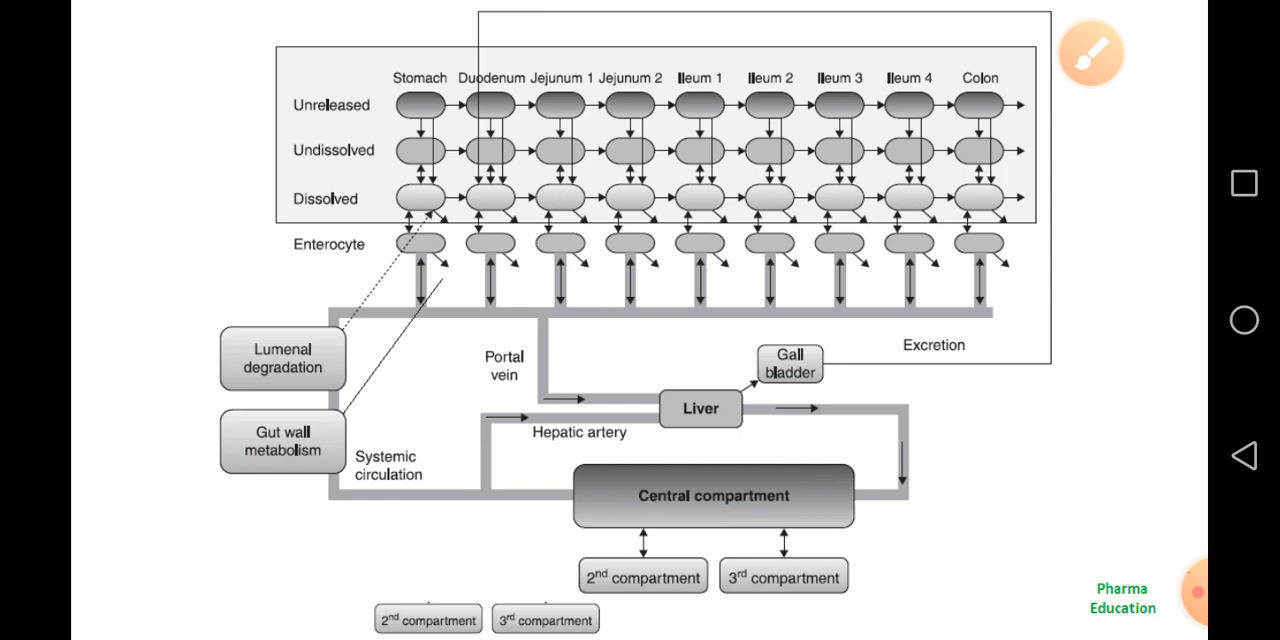 Stomach Duodenum Jejunum 1 Jejunum 2 Ileum 1 Ileum 2 Ileum 3 Ileum 4 Colon
Unreleased
Undissolved
Dissolved
Enterocyte
Lumenal
degradation
Portal
vein
Excretion
Gall
bladder
Liver
Gut wall
metabolism
Hepatic artery
Systemic
circulation
Central compartment
2nd compartment
3rd compartment
2nd compartment
3rd compartment
Pharma
Education